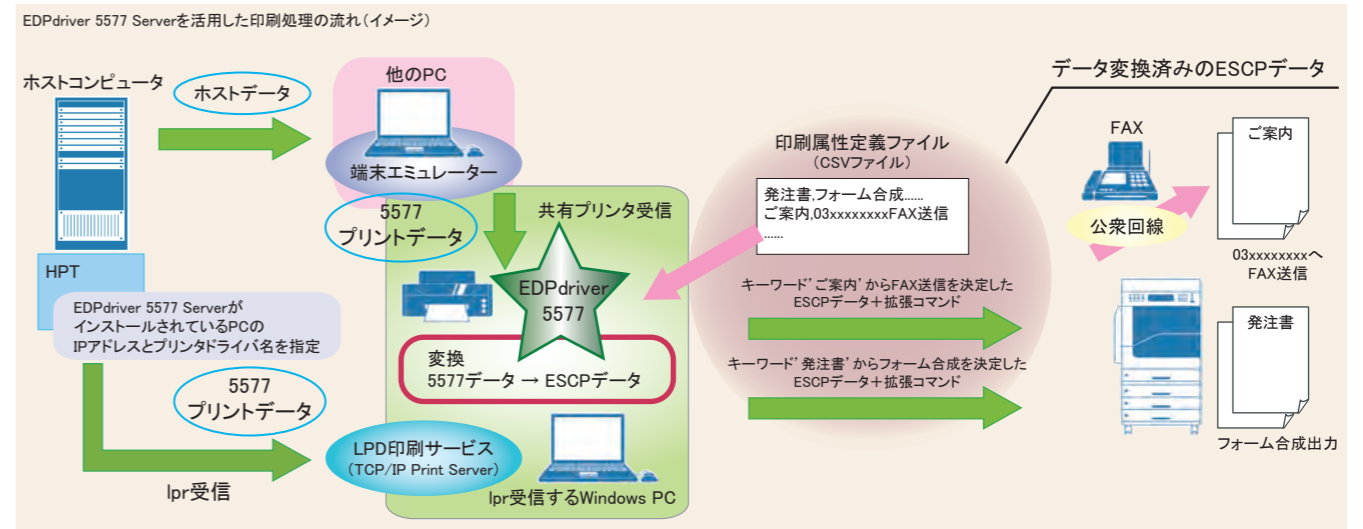 EDPdriver 5577 Serverを活用した印刷処理の流れ（イメージ）
ホストコンピュータ
ホストデータ
他のPC
端末エミュレーター
5577
プリントデータ
共有プリンタ受信
HPT
EDPdriver 5577 Serverが
インストールされているPCの
IPアドレスとプリンタドライバ名を指定
EDPdriver
5577
変換
5577データ → ESCPデータ
5577
プリントデータ
lpr受信
LPD印刷サービス
（TCP/IP Print Server）
lpr受信するWindows PC
印刷属性定義ファイル
（CSVファイル）
発注書,フォーム合成......
ご案内,03xxxxxxxxFAX送信
......
キーワード’ご案内’からFAX送信を決定した
ESCPデータ＋拡張コマンド
キーワード’発注書’からフォーム合成を決定した
ESCPデータ＋拡張コマンド
データ変換済みのESCPデータ
FAX
公衆回線
ご案内
03xxxxxxxxへ
FAX送信
発注書
フォーム合成出力